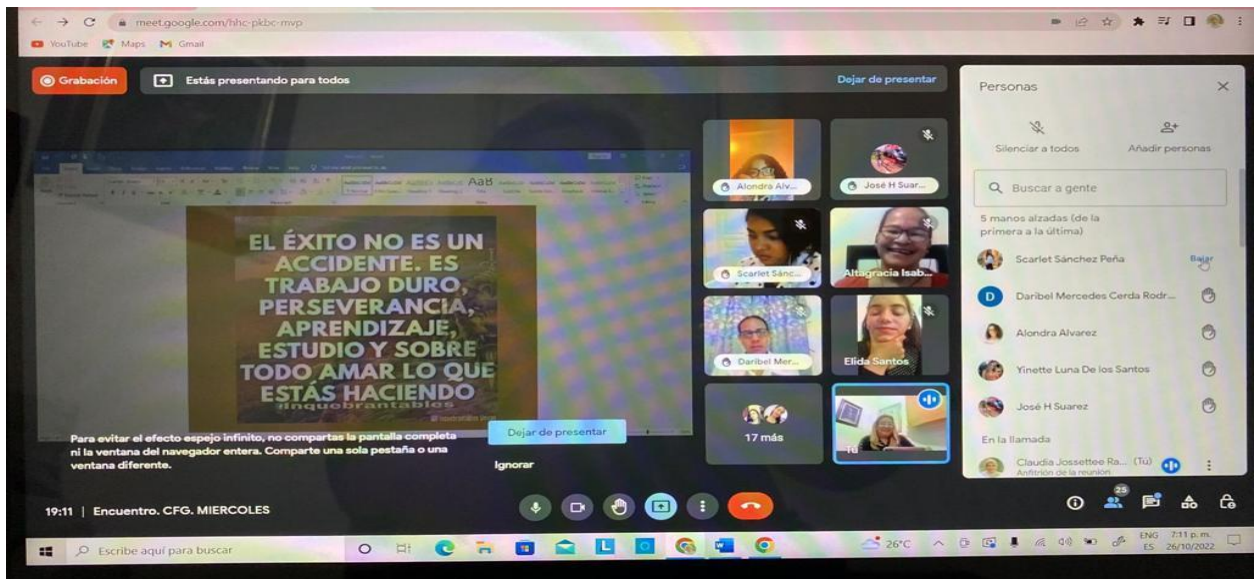 meet.google.com/hhc-pkbc-mvp
YouTube
Maps
Gmail
Grabación
Estás presentando para todos
Dejar de presentar
AaB
EL ÉXITO NO ES UN
ACCIDENTE. ES
TRABAJO DURO,
PERSEVERANCIA,
APRENDIZAJE,
ESTUDIO Y SOBRE
TODO AMAR LO QUE
ESTÁS HACIENDO
#inquebrantables
Para evitar el efecto espejo infinito, no compartas la pantalla completa
ni la ventana del navegador entera. Comparte una sola pestaña o una
ventana diferente.
Dejar de presentar
Ignorar
Alondra Alv...
José H Suar...
Scarlet Sánc...
Altagracia Isab...
Daribel Mer...
Elida Santos
17 más
Tú
Personas
Silenciar a todos
Añadir personas
Buscar a gente
5 manos alzadas (de la
primera a la última)
Scarlet Sánchez Peña
Bajar
D
Daribel Mercedes Cerda Rodr...
Alondra Alvarez
Yinette Luna De los Santos
José H Suarez
En la llamada
Claudia Jossettee Ra... (Tú)
Anfitrión de la reunión
19:11 | Encuentro. CFG. MIERCOLES
25
Escribe aquí para buscar
26°C
ENG
ES
7:11 p. m.
26/10/2022